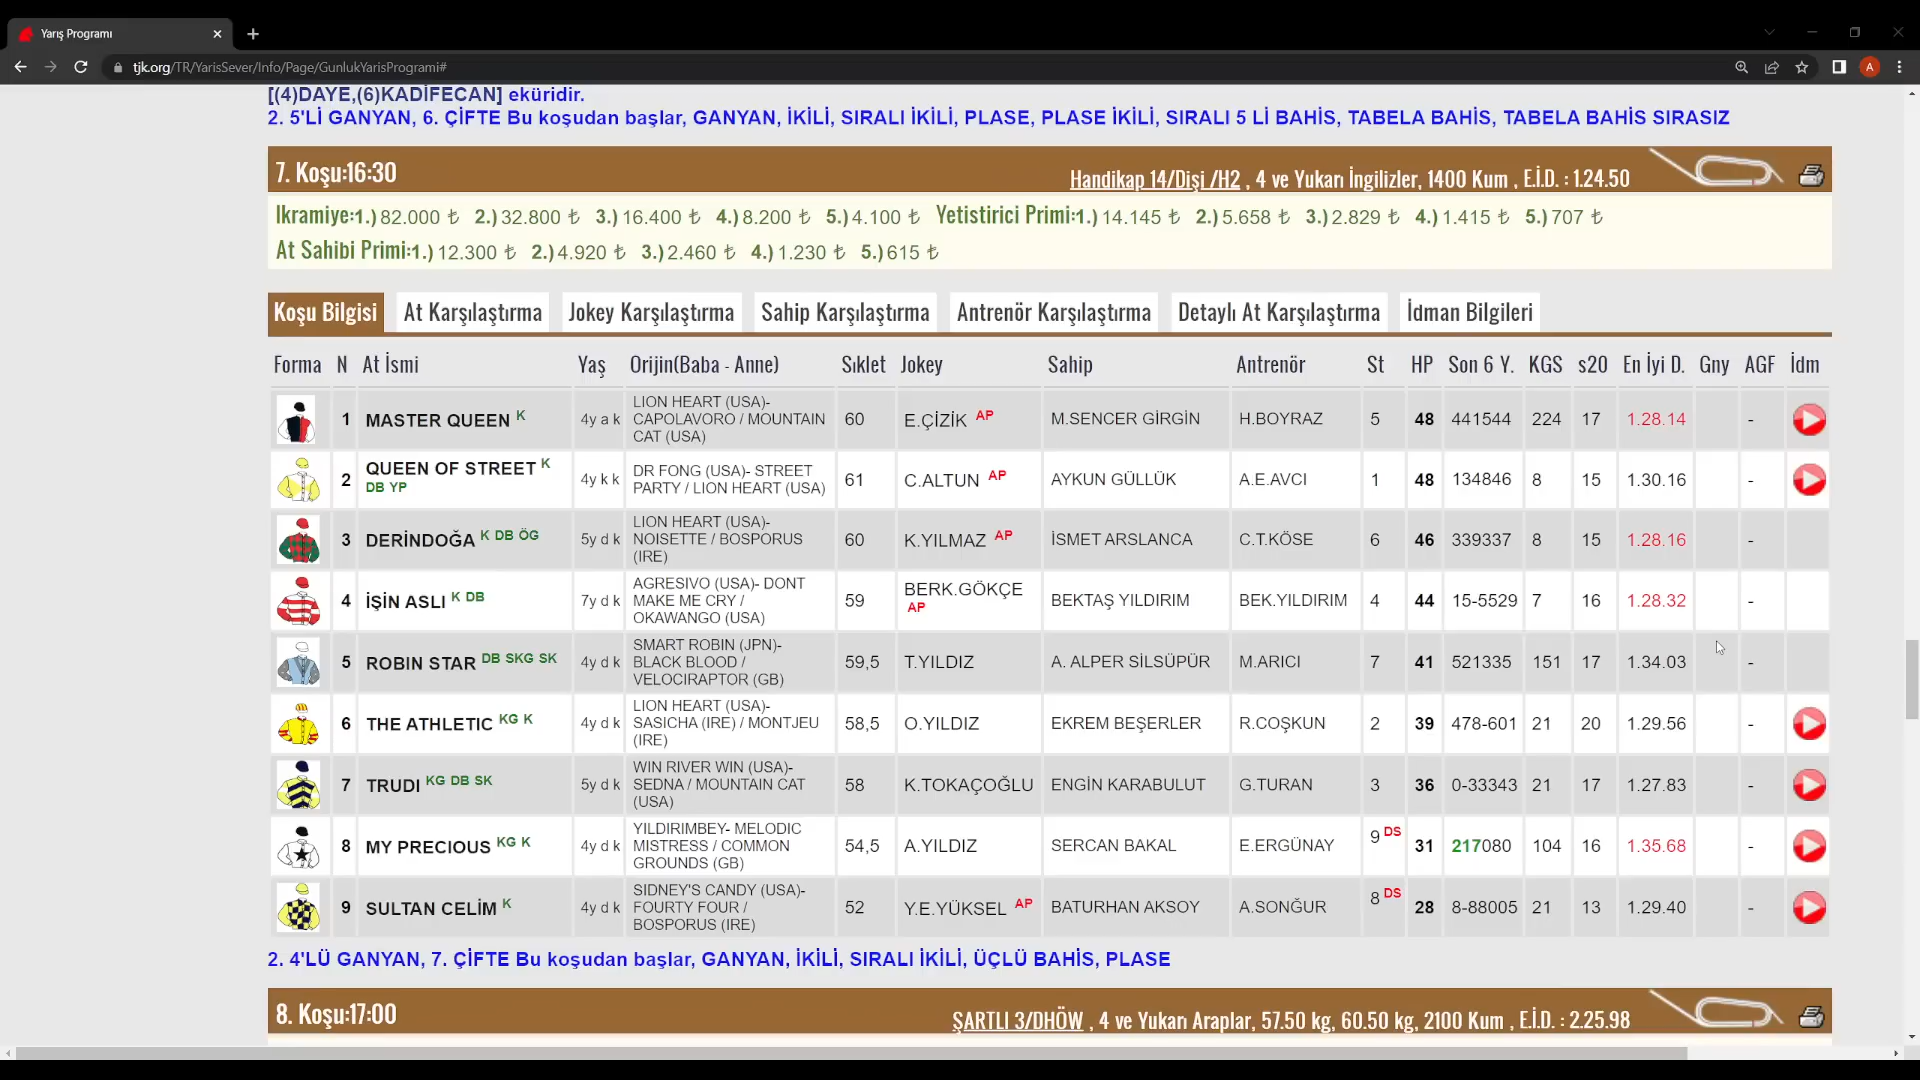 Yarış Programı
tjk.org/TR/YarisSever/Info/Page/GunlukYarisProgrami#
A
[(4)DAYE,(6)KADİFECAN] eküridir.
2. 5'Lİ GANYAN, 6. ÇİFTE Bu koşudan başlar, GANYAN, İKİLİ, SIRALI İKİLİ, PLASE, PLASE İKİLİ, SIRALI 5 Lİ BAHİS, TABELA BAHİS, TABELA BAHİS SIRASIZ
7. Koşu:16:30 Handikap 14/Dişi /H2 , 4 ve Yukarı İngilizler, 1400 Kum , E.İ.D. : 1.24.50
Ikramiye:1.) 82.000 ₺ 2.) 32.800 ₺ 3.) 16.400 ₺ 4.) 8.200 ₺ 5.) 4.100 ₺ Yetistirici Primi:1.) 14.145 ₺ 2.) 5.658 ₺ 3.) 2.829 ₺ 4.) 1.415 ₺ 5.) 707 ₺
At Sahibi Primi:1.) 12.300 ₺ 2.) 4.920 ₺ 3.) 2.460 ₺ 4.) 1.230 ₺ 5.) 615 ₺
Koşu Bilgisi At Karşılaştırma Jokey Karşılaştırma Sahip Karşılaştırma Antrenör Karşılaştırma Detaylı At Karşılaştırma İdman Bilgileri
Forma N At İsmi Yaş Orijin(Baba - Anne) Sıklet Jokey Sahip Antrenör St HP Son 6 Y. KGS s20 En İyi D. Gny AGF İdm
1 MASTER QUEEN K 4y a k LION HEART (USA)- CAPOLAVORO / MOUNTAIN CAT (USA) 60 E.ÇİZİK AP M.SENCER GİRGİN H.BOYRAZ 5 48 441544 224 17 1.28.14 -
2 QUEEN OF STREET K DB YP 4y k k DR FONG (USA)- STREET PARTY / LION HEART (USA) 61 C.ALTUN AP AYKUN GÜLLÜK A.E.AVCI 1 48 134846 8 15 1.30.16 -
3 DERİNDOĞA K DB ÖG 5y d k LION HEART (USA)- NOISETTE / BOSPORUS (IRE) 60 K.YILMAZ AP İSMET ARSLANCA C.T.KÖSE 6 46 339337 8 15 1.28.16 -
4 İŞİN ASLI K DB 7y d k AGRESIVO (USA)- DONT MAKE ME CRY / OKAWANGO (USA) 59 BERK.GÖKÇE AP BEKTAŞ YILDIRIM BEK.YILDIRIM 4 44 15-5529 7 16 1.28.32 -
5 ROBIN STAR DB SKG SK 4y d k SMART ROBIN (JPN)- BLACK BLOOD / VELOCIRAPTOR (GB) 59,5 T.YILDIZ A. ALPER SİLSÜPÜR M.ARICI 7 41 521335 151 17 1.34.03 -
6 THE ATHLETIC KG K 4y d k LION HEART (USA)- SASICHA (IRE) / MONTJEU (IRE) 58,5 O.YILDIZ EKREM BEŞERLER R.COŞKUN 2 39 478-601 21 20 1.29.56 -
7 TRUDI KG DB SK 5y d k WIN RIVER WIN (USA)- SEDNA / MOUNTAIN CAT (USA) 58 K.TOKAÇOĞLU ENGİN KARABULUT G.TURAN 3 36 0-33343 21 17 1.27.83 -
8 MY PRECIOUS KG K 4y d k YILDIRIMBEY- MELODIC MISTRESS / COMMON GROUNDS (GB) 54,5 A.YILDIZ SERCAN BAKAL E.ERGÜNAY 9 DS 31 217080 104 16 1.35.68 -
9 SULTAN CELİM K 4y d k SIDNEY'S CANDY (USA)- FOURTY FOUR / BOSPORUS (IRE) 52 Y.E.YÜKSEL AP BATURHAN AKSOY A.SONĞUR 8 DS 28 8-88005 21 13 1.29.40 -
2. 4'LÜ GANYAN, 7. ÇİFTE Bu koşudan başlar, GANYAN, İKİLİ, SIRALI İKİLİ, ÜÇLÜ BAHİS, PLASE
8. Koşu:17:00 ŞARTLI 3/DHÖW , 4 ve Yukarı Araplar, 57.50 kg, 60.50 kg, 2100 Kum , E.İ.D. : 2.25.98